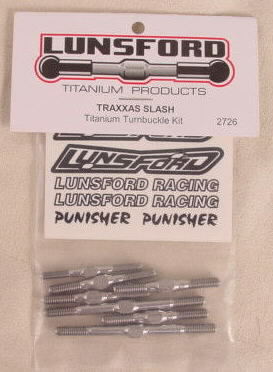 LUNSFORD
TITANIUM PRODUCTS
TRAXXAS SLASH
Titanium Turnbuckle Kit 2726
LUNSFORD
LUNSFORD RACING
LUNSFORD RACING
PUNISHER PUNISHER